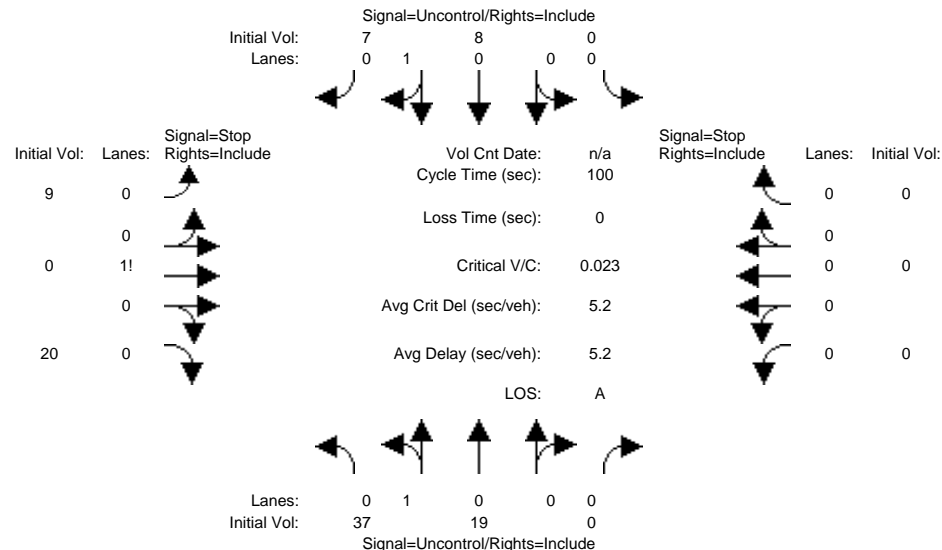 Signal=Uncontrol/Rights=Include
Initial Vol: 7 8 0
Lanes: 0 1 0 0 0
Signal=Stop
Initial Vol: Lanes: Rights=Include
Vol Cnt Date: n/a
Signal=Stop
Rights=Include Lanes: Initial Vol:
Cycle Time (sec): 100
9 0
0 0
Loss Time (sec): 0
0
0
0 1!
Critical V/C: 0.023
0 0
0
Avg Crit Del (sec/veh): 5.2
0
20 0
Avg Delay (sec/veh): 5.2
0 0
LOS: A
Lanes: 0 1 0 0 0
Initial Vol: 37 19 0
Signal=Uncontrol/Rights=Include